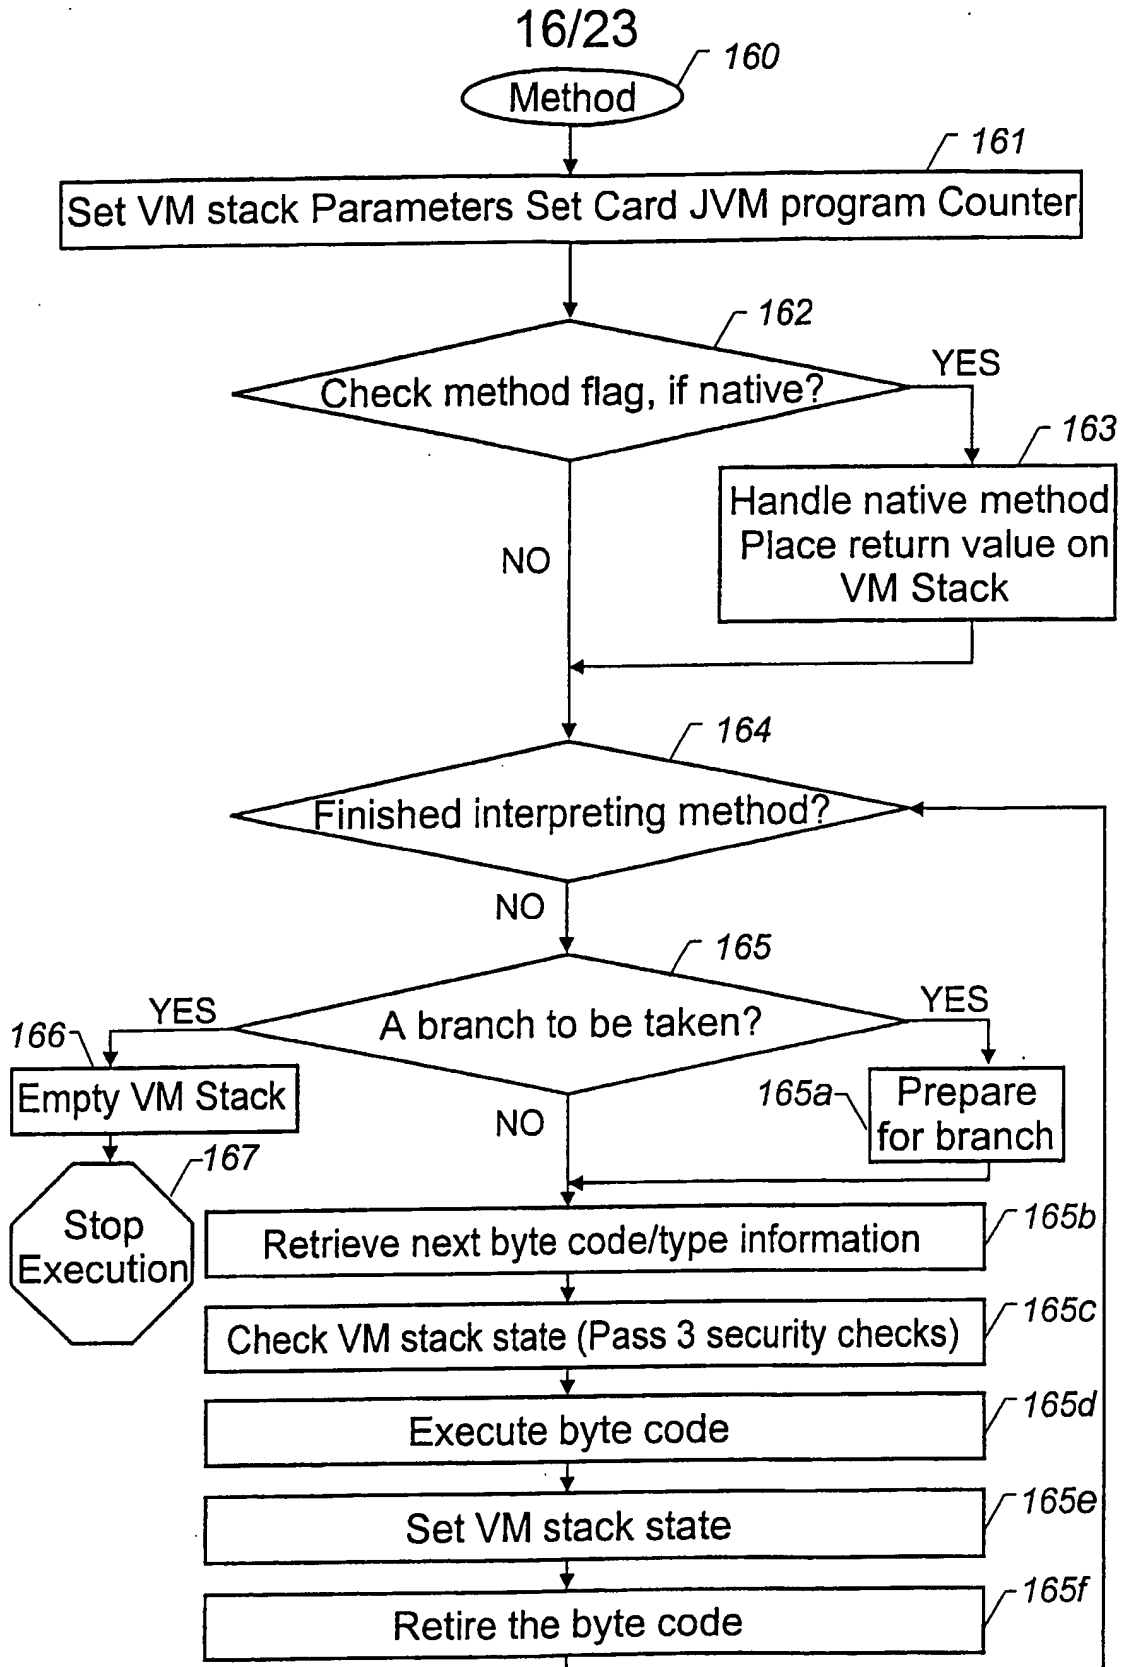 16/23
160
Method
161
Set VM stack Parameters Set Card JVM program Counter
162
Check method flag, if native?
YES
163
Handle native method
Place return value on
VM Stack
NO
164
Finished interpreting method?
NO
165
A branch to be taken?
YES
YES
166
Empty VM Stack
165a
Prepare
for branch
NO
167
Stop
Execution
165b
Retrieve next byte code/type information
165c
Check VM stack state (Pass 3 security checks)
165d
Execute byte code
165e
Set VM stack state
165f
Retire the byte code